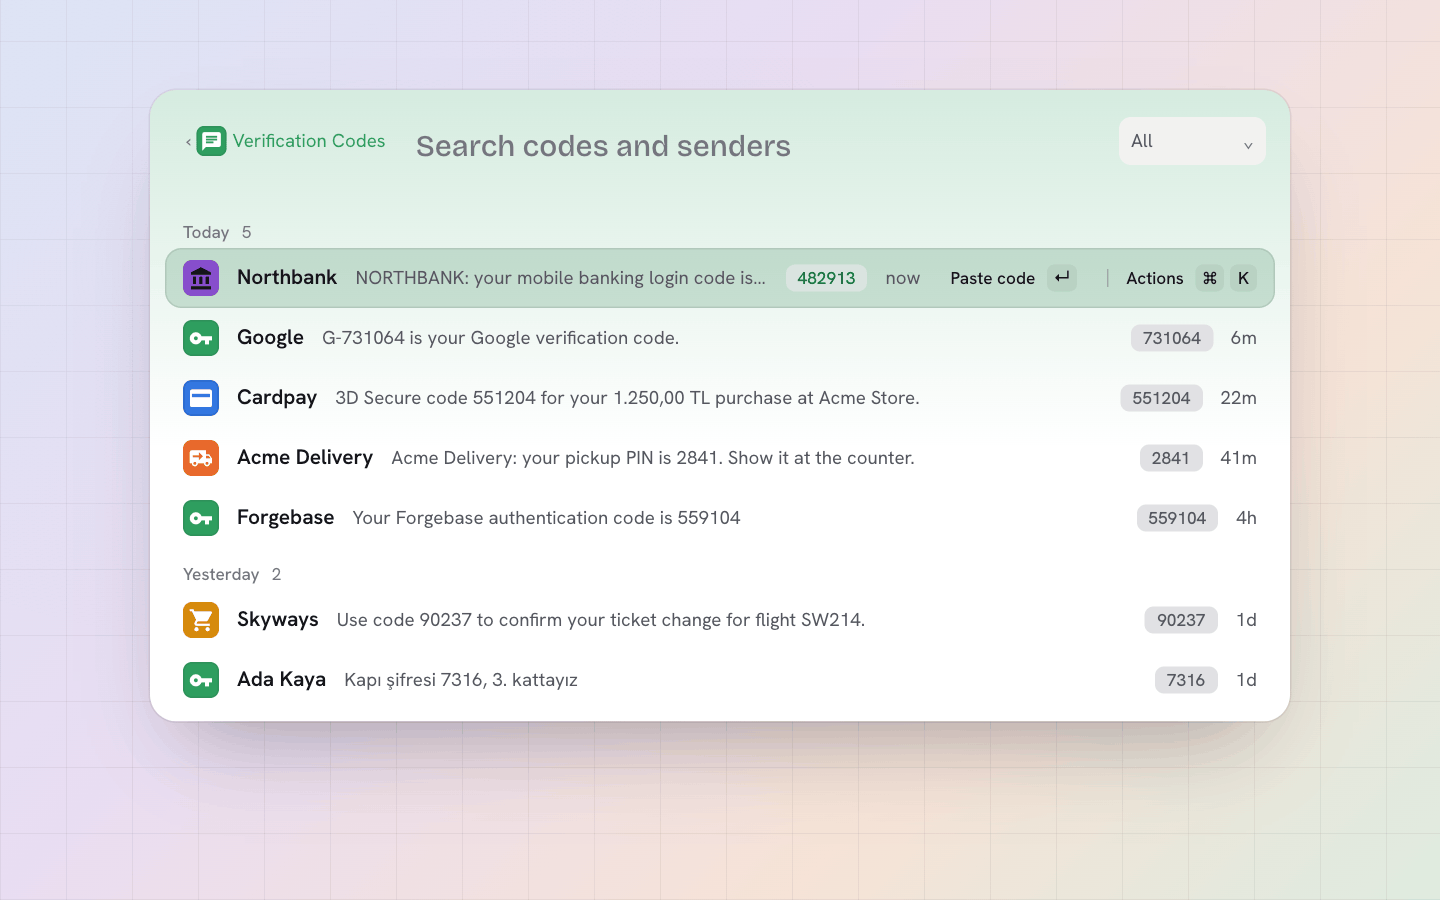 ‹ Verification Codes Search codes and senders All
Today 5
Northbank NORTHBANK: your mobile banking login code is... 482913 now Paste code ↵ | Actions ⌘ K
Google G-731064 is your Google verification code. 731064 6m
Cardpay 3D Secure code 551204 for your 1.250,00 TL purchase at Acme Store. 551204 22m
Acme Delivery Acme Delivery: your pickup PIN is 2841. Show it at the counter. 2841 41m
Forgebase Your Forgebase authentication code is 559104 559104 4h
Yesterday 2
Skyways Use code 90237 to confirm your ticket change for flight SW214. 90237 1d
Ada Kaya Kapı şifresi 7316, 3. kattayız 7316 1d